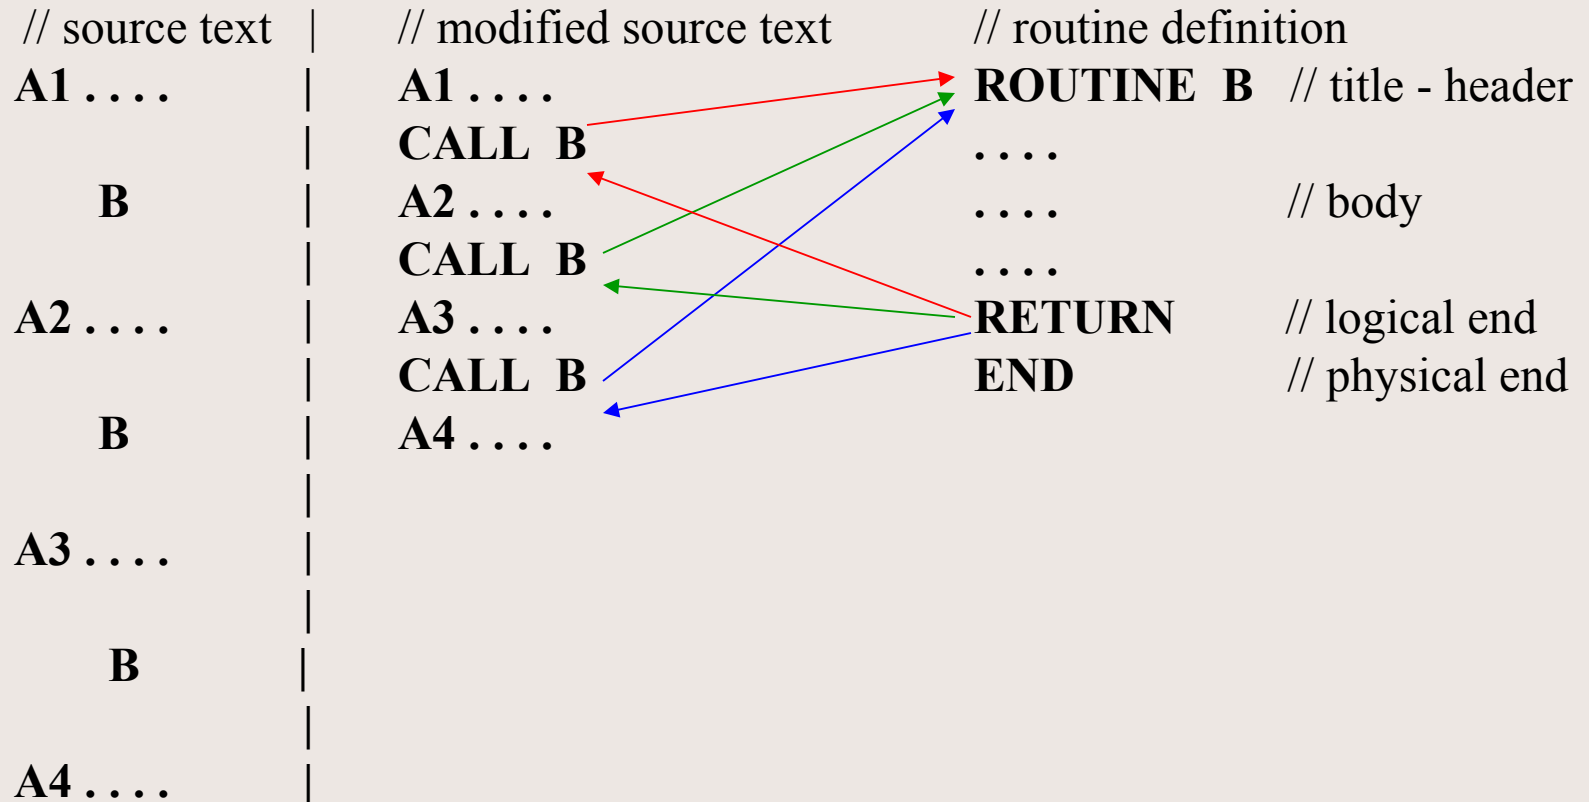 // source text | // modified source text // routine definition
A1 . . . . | A1 . . . . ROUTINE B // title - header
| CALL B . . . .
B | A2 . . . . . . . . // body
| CALL B . . . .
A2 . . . . | A3 . . . . RETURN // logical end
| CALL B END // physical end
B | A4 . . . .
|
A3 . . . . |
|
B |
|
A4 . . . . |